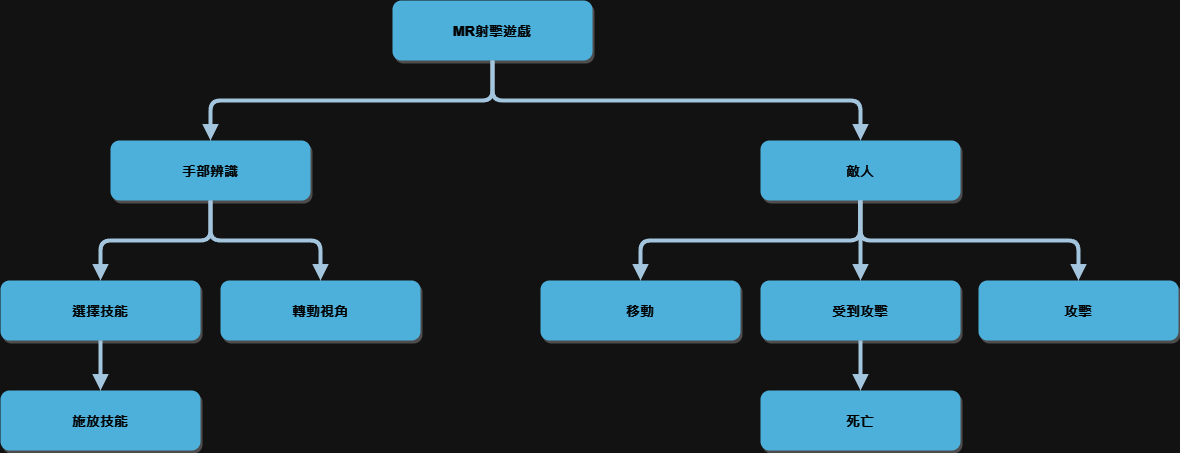 MR射擊遊戲
手部辨識
敵人
選擇技能
轉動視角
移動
受到攻擊
攻擊
施放技能
死亡